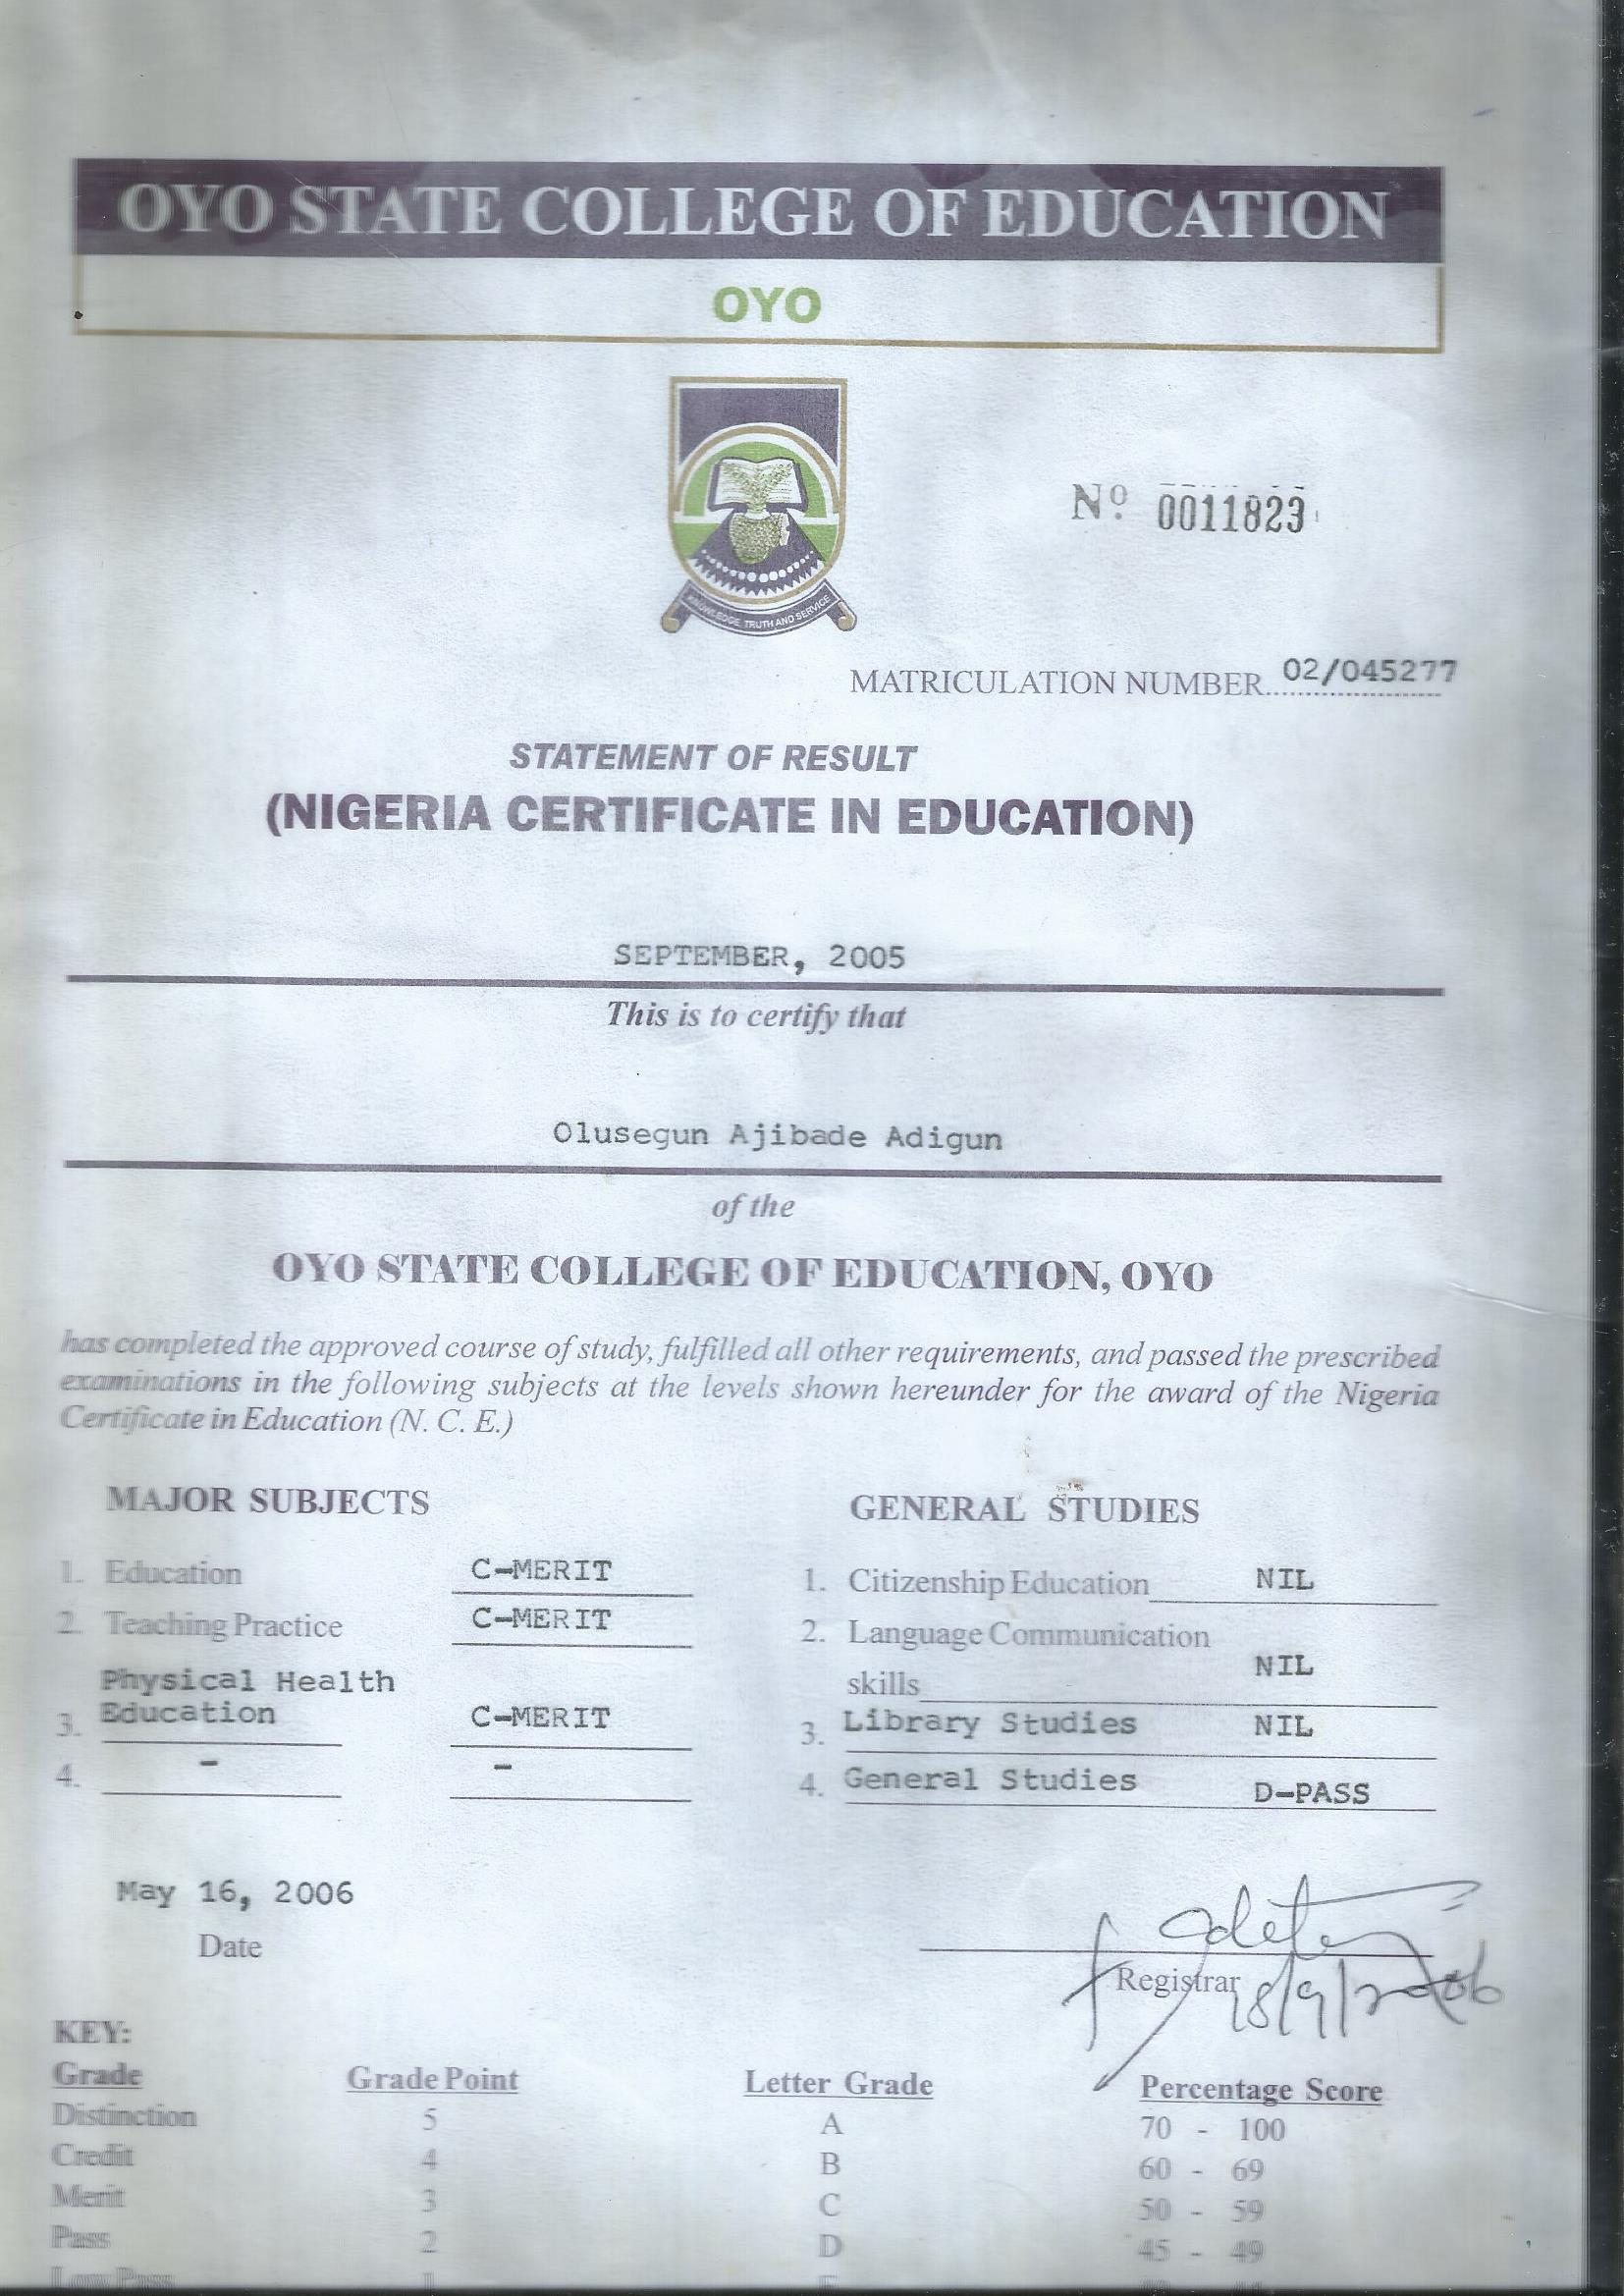 OYO STATE COLLEGE OF EDUCATION
OYO
Nº 0011823
KNOWLEDGE, TRUTH AND SERVICE
MATRICULATION NUMBER 02/045277
STATEMENT OF RESULT
(NIGERIA CERTIFICATE IN EDUCATION)
SEPTEMBER, 2005
This is to certify that
Olusegun Ajibade Adigun
of the
OYO STATE COLLEGE OF EDUCATION, OYO
has completed the approved course of study, fulfilled all other requirements, and passed the prescribed
examinations in the following subjects at the levels shown hereunder for the award of the Nigeria
Certificate in Education (N. C. E.)
MAJOR SUBJECTS
1. Education C-MERIT
2. Teaching Practice C-MERIT
Physical Health
3. Education C-MERIT
4. - -
GENERAL STUDIES
1. Citizenship Education NIL
2. Language Communication
skills NIL
3. Library Studies NIL
4. General Studies D-PASS
May 16, 2006
Date
Registrar
KEY:
Grade Grade Point Letter Grade Percentage Score
Distinction 5 A 70 - 100
Credit 4 B 60 - 69
Merit 3 C 50 - 59
Pass 2 D 45 - 49
Low Pass 1 E